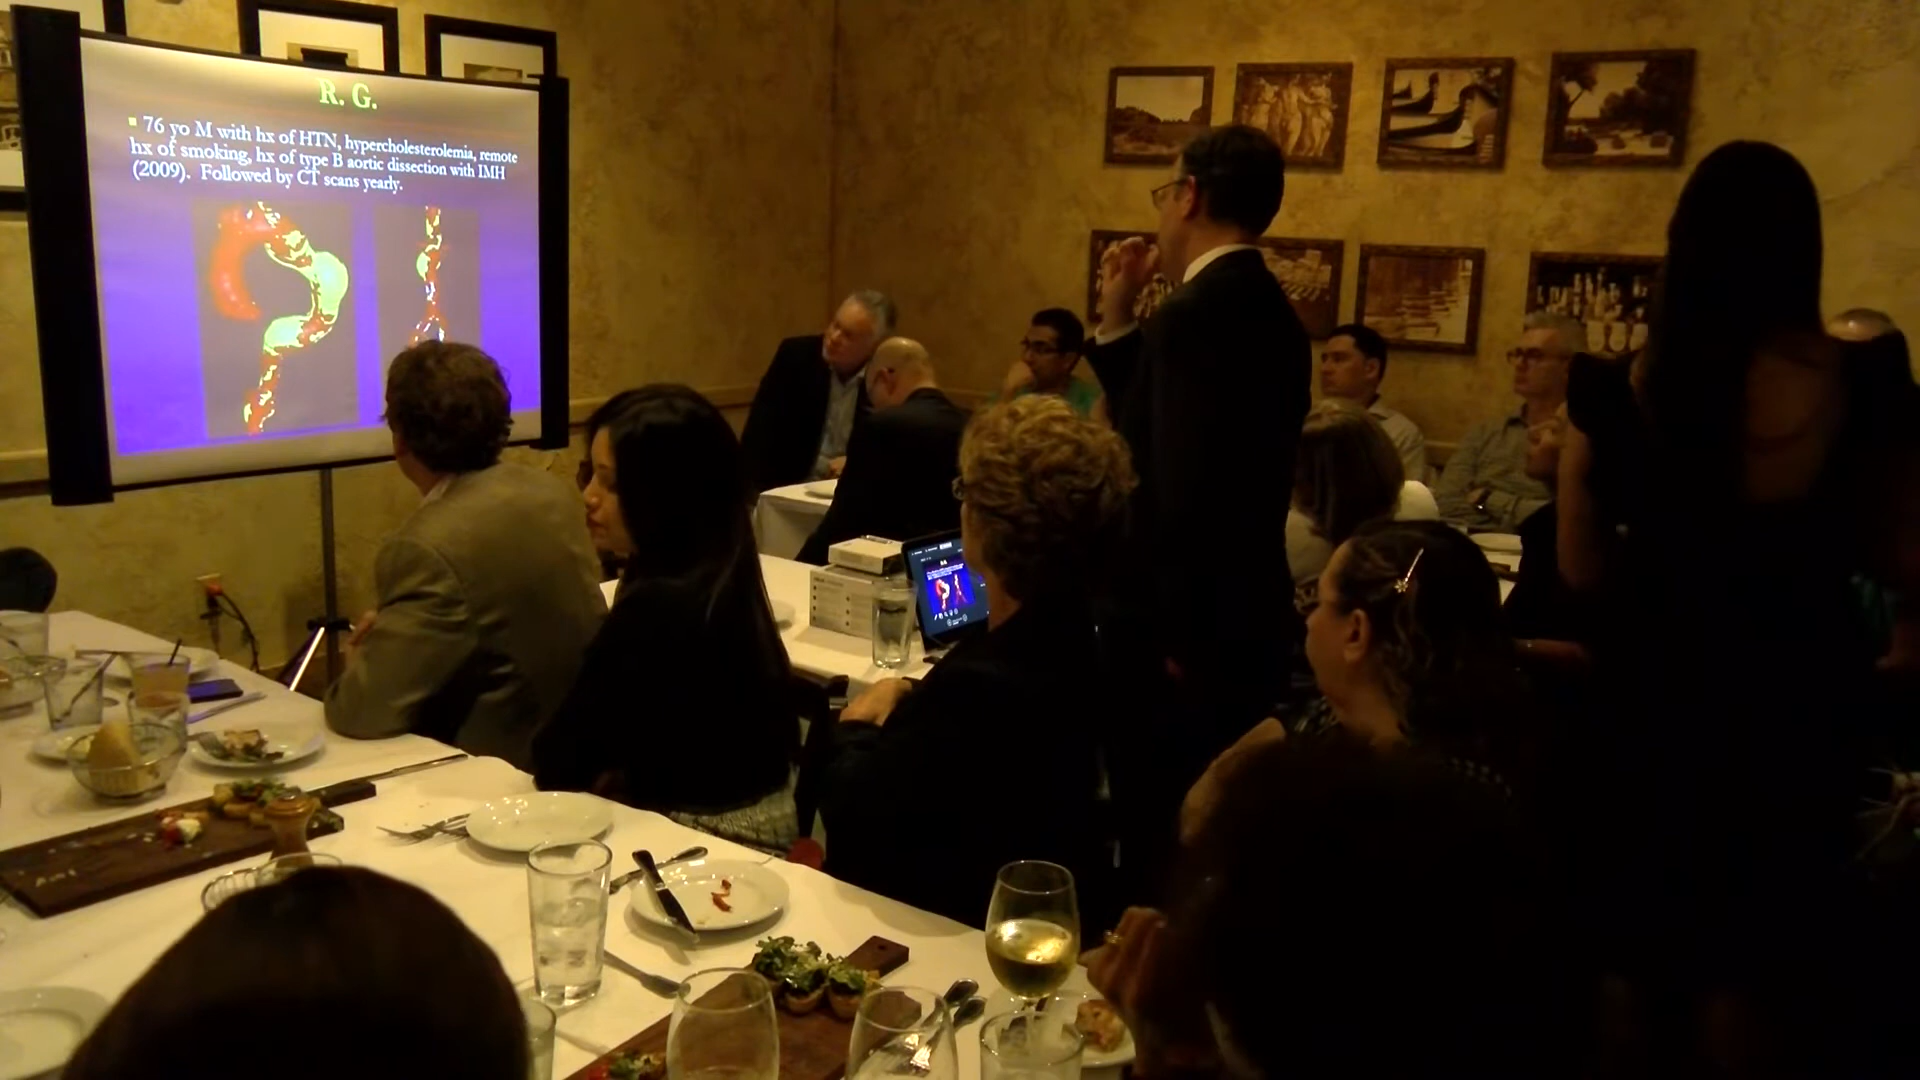 R. G.
76 yo M with hx of HTN, hypercholesterolemia, remote
hx of smoking, hx of type B aortic dissection with IMH
(2009). Followed by CT scans yearly.